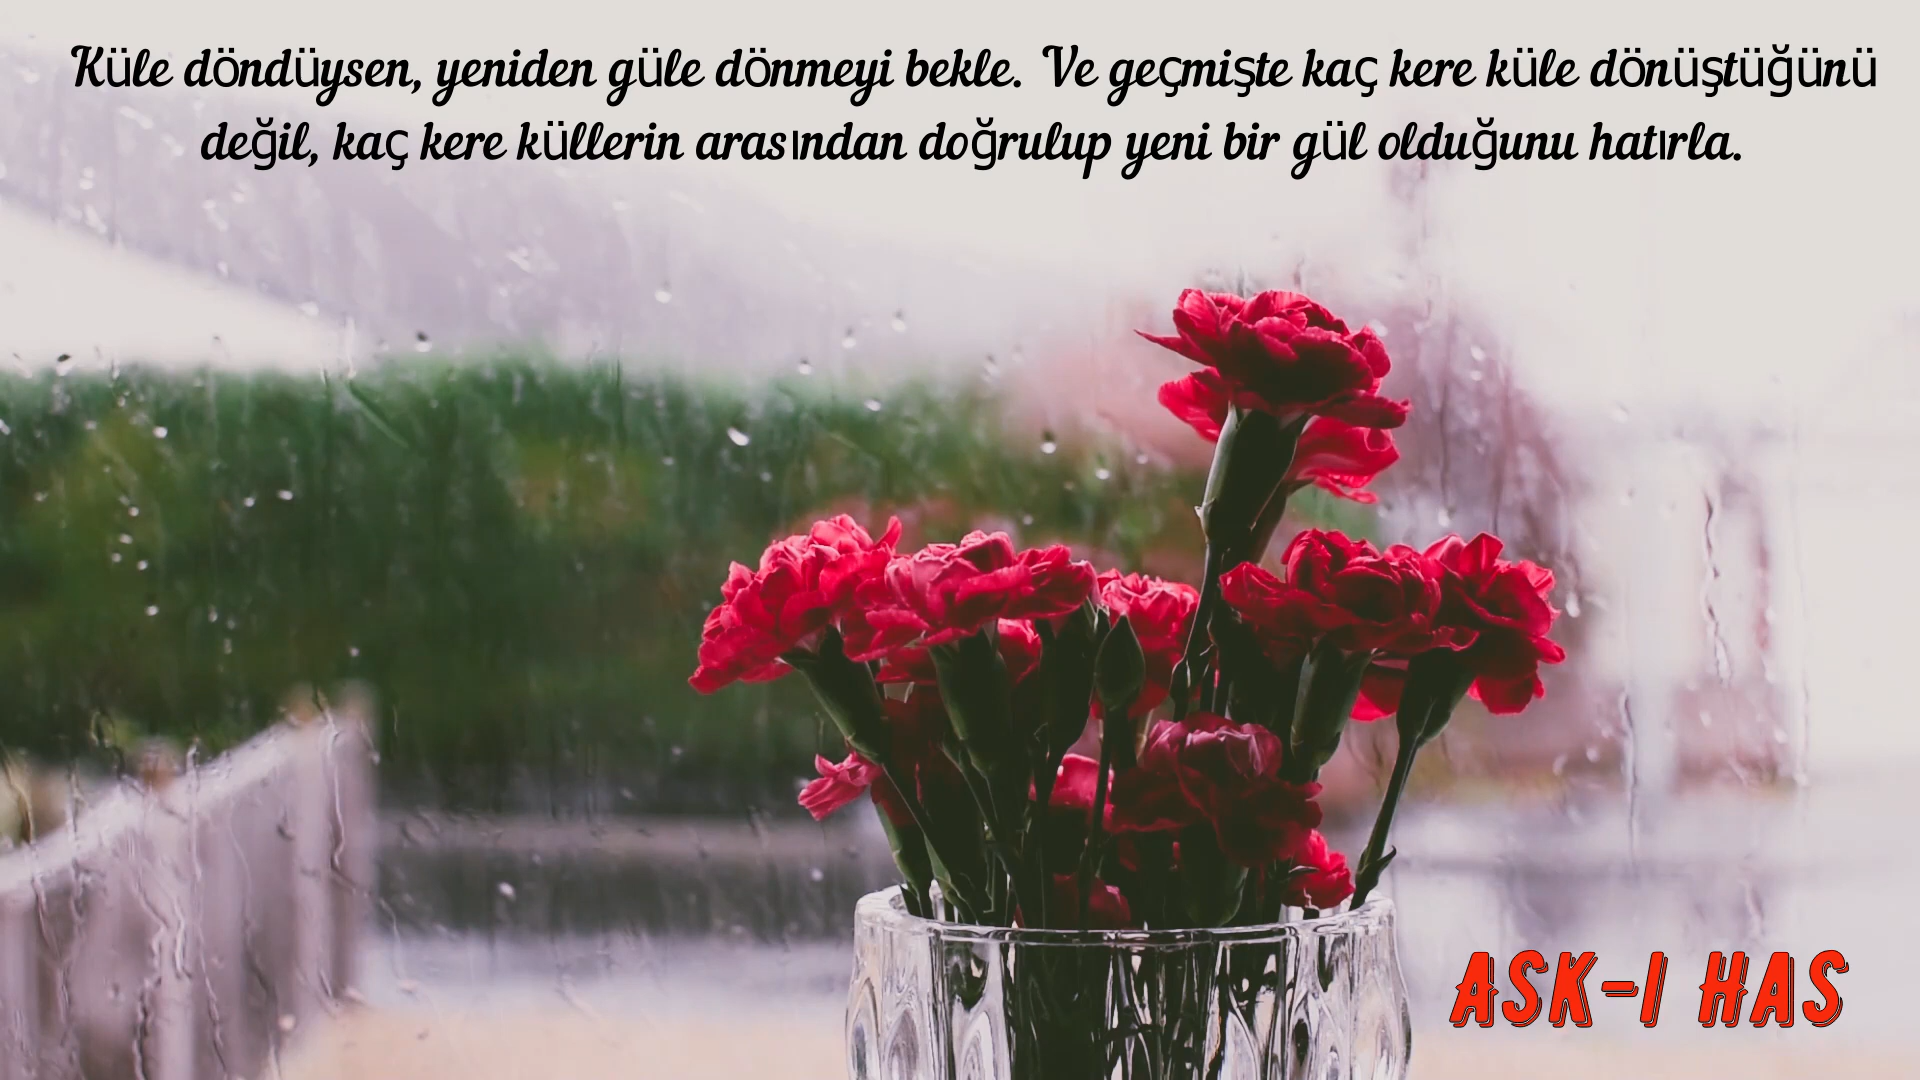 Küle döndüysen, yeniden güle dönmeyi bekle. Ve geçmişte kaç kere küle dönüştüğünü
değil, kaç kere küllerin arasından doğrulup yeni bir gül olduğunu hatırla.
ASK-I HAS